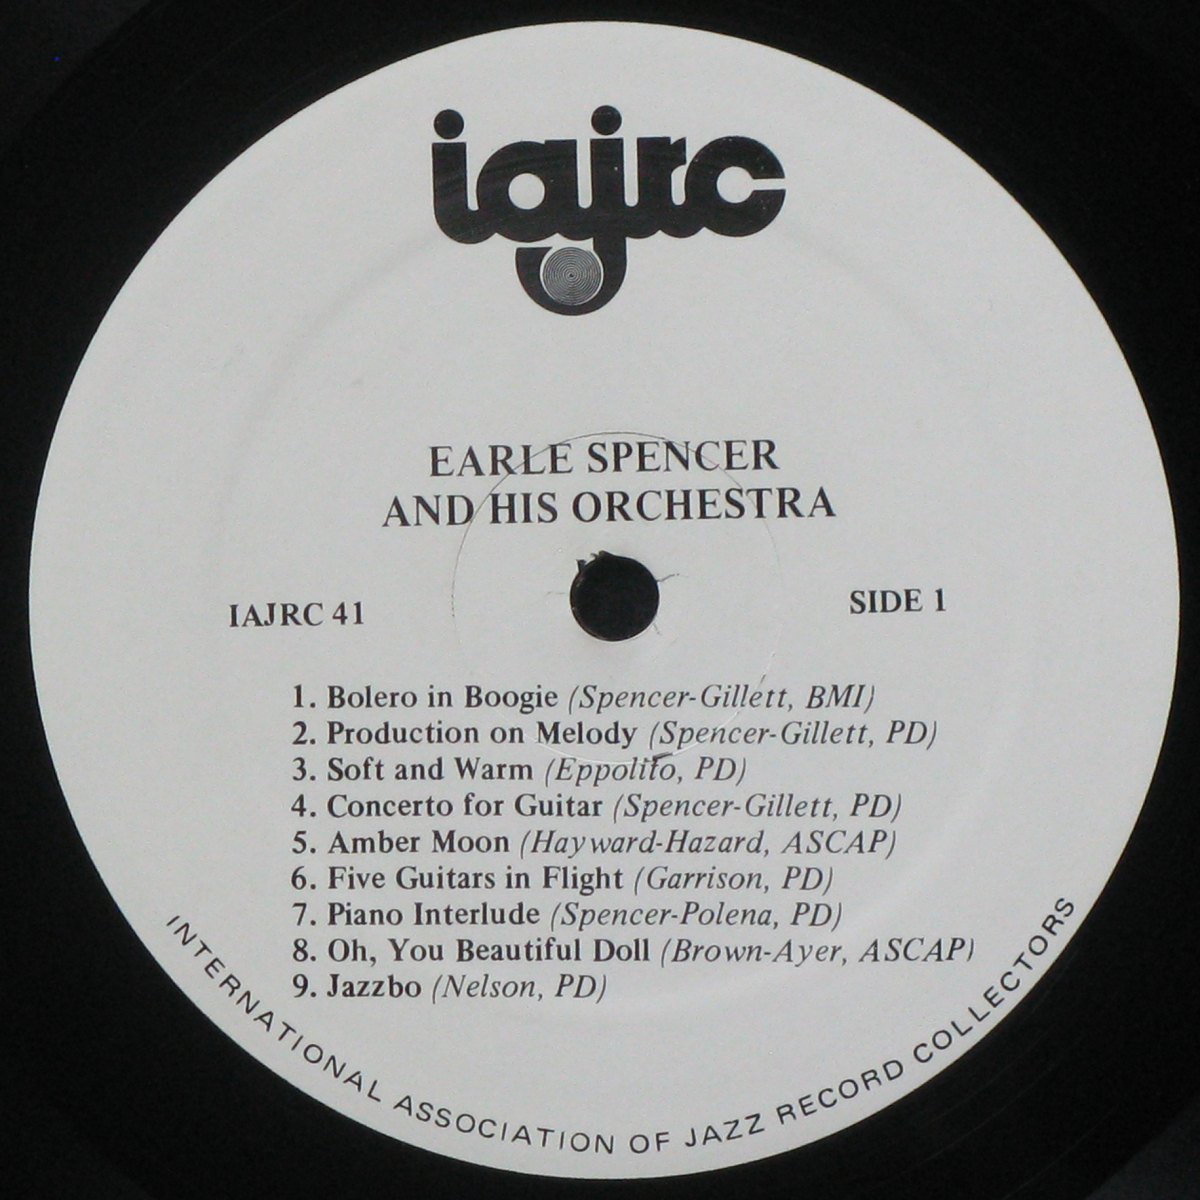 iajrc
EARLE SPENCER
AND HIS ORCHESTRA
IAJRC 41
SIDE 1
1. Bolero in Boogie (Spencer-Gillett, BMI)
2. Production on Melody (Spencer-Gillett, PD)
3. Soft and Warm (Eppolito, PD)
4. Concerto for Guitar (Spencer-Gillett, PD)
5. Amber Moon (Hayward-Hazard, ASCAP)
6. Five Guitars in Flight (Garrison, PD)
7. Piano Interlude (Spencer-Polena, PD)
8. Oh, You Beautiful Doll (Brown-Ayer, ASCAP)
9. Jazzbo (Nelson, PD)
INTERNATIONAL ASSOCIATION OF JAZZ RECORD COLLECTORS